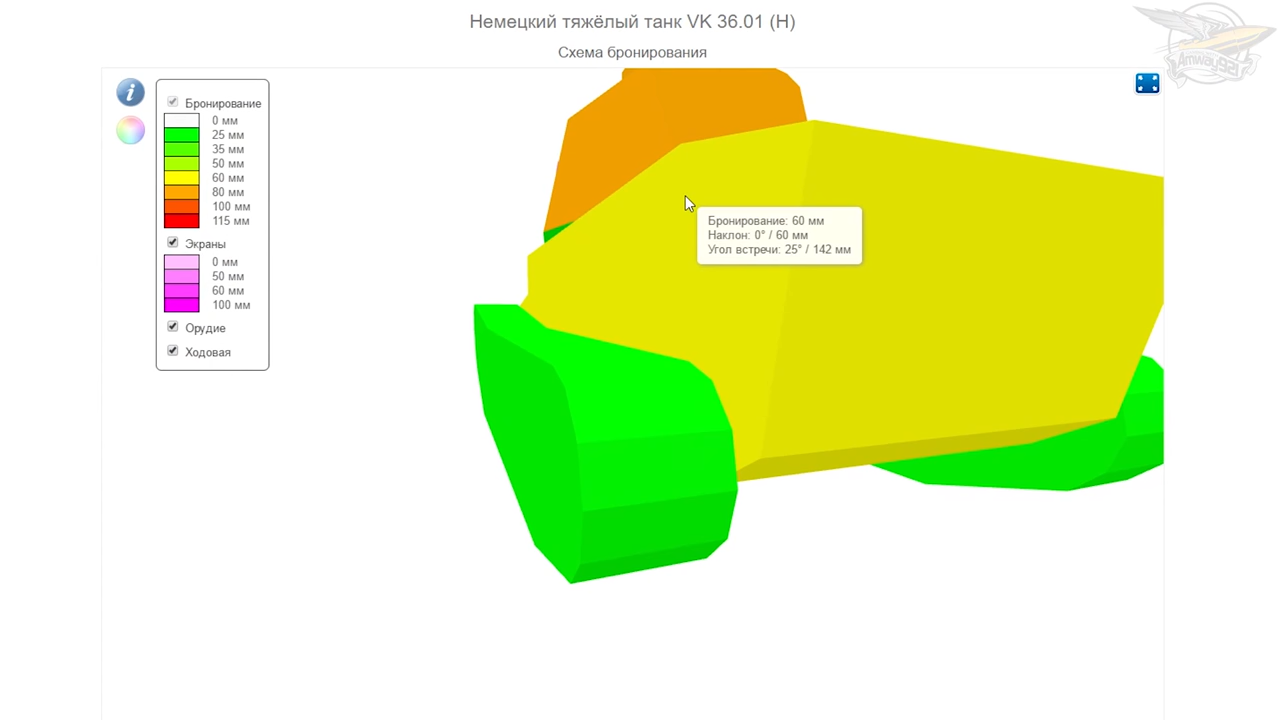 Немецкий тяжёлый танк VK 36.01 (H)
Схема бронирования
Amway921
i
Бронирование
0 мм
25 мм
35 мм
50 мм
60 мм
80 мм
100 мм
115 мм
Экраны
0 мм
50 мм
60 мм
100 мм
Орудие
Ходовая
Бронирование: 60 мм
Наклон: 0° / 60 мм
Угол встречи: 25° / 142 мм